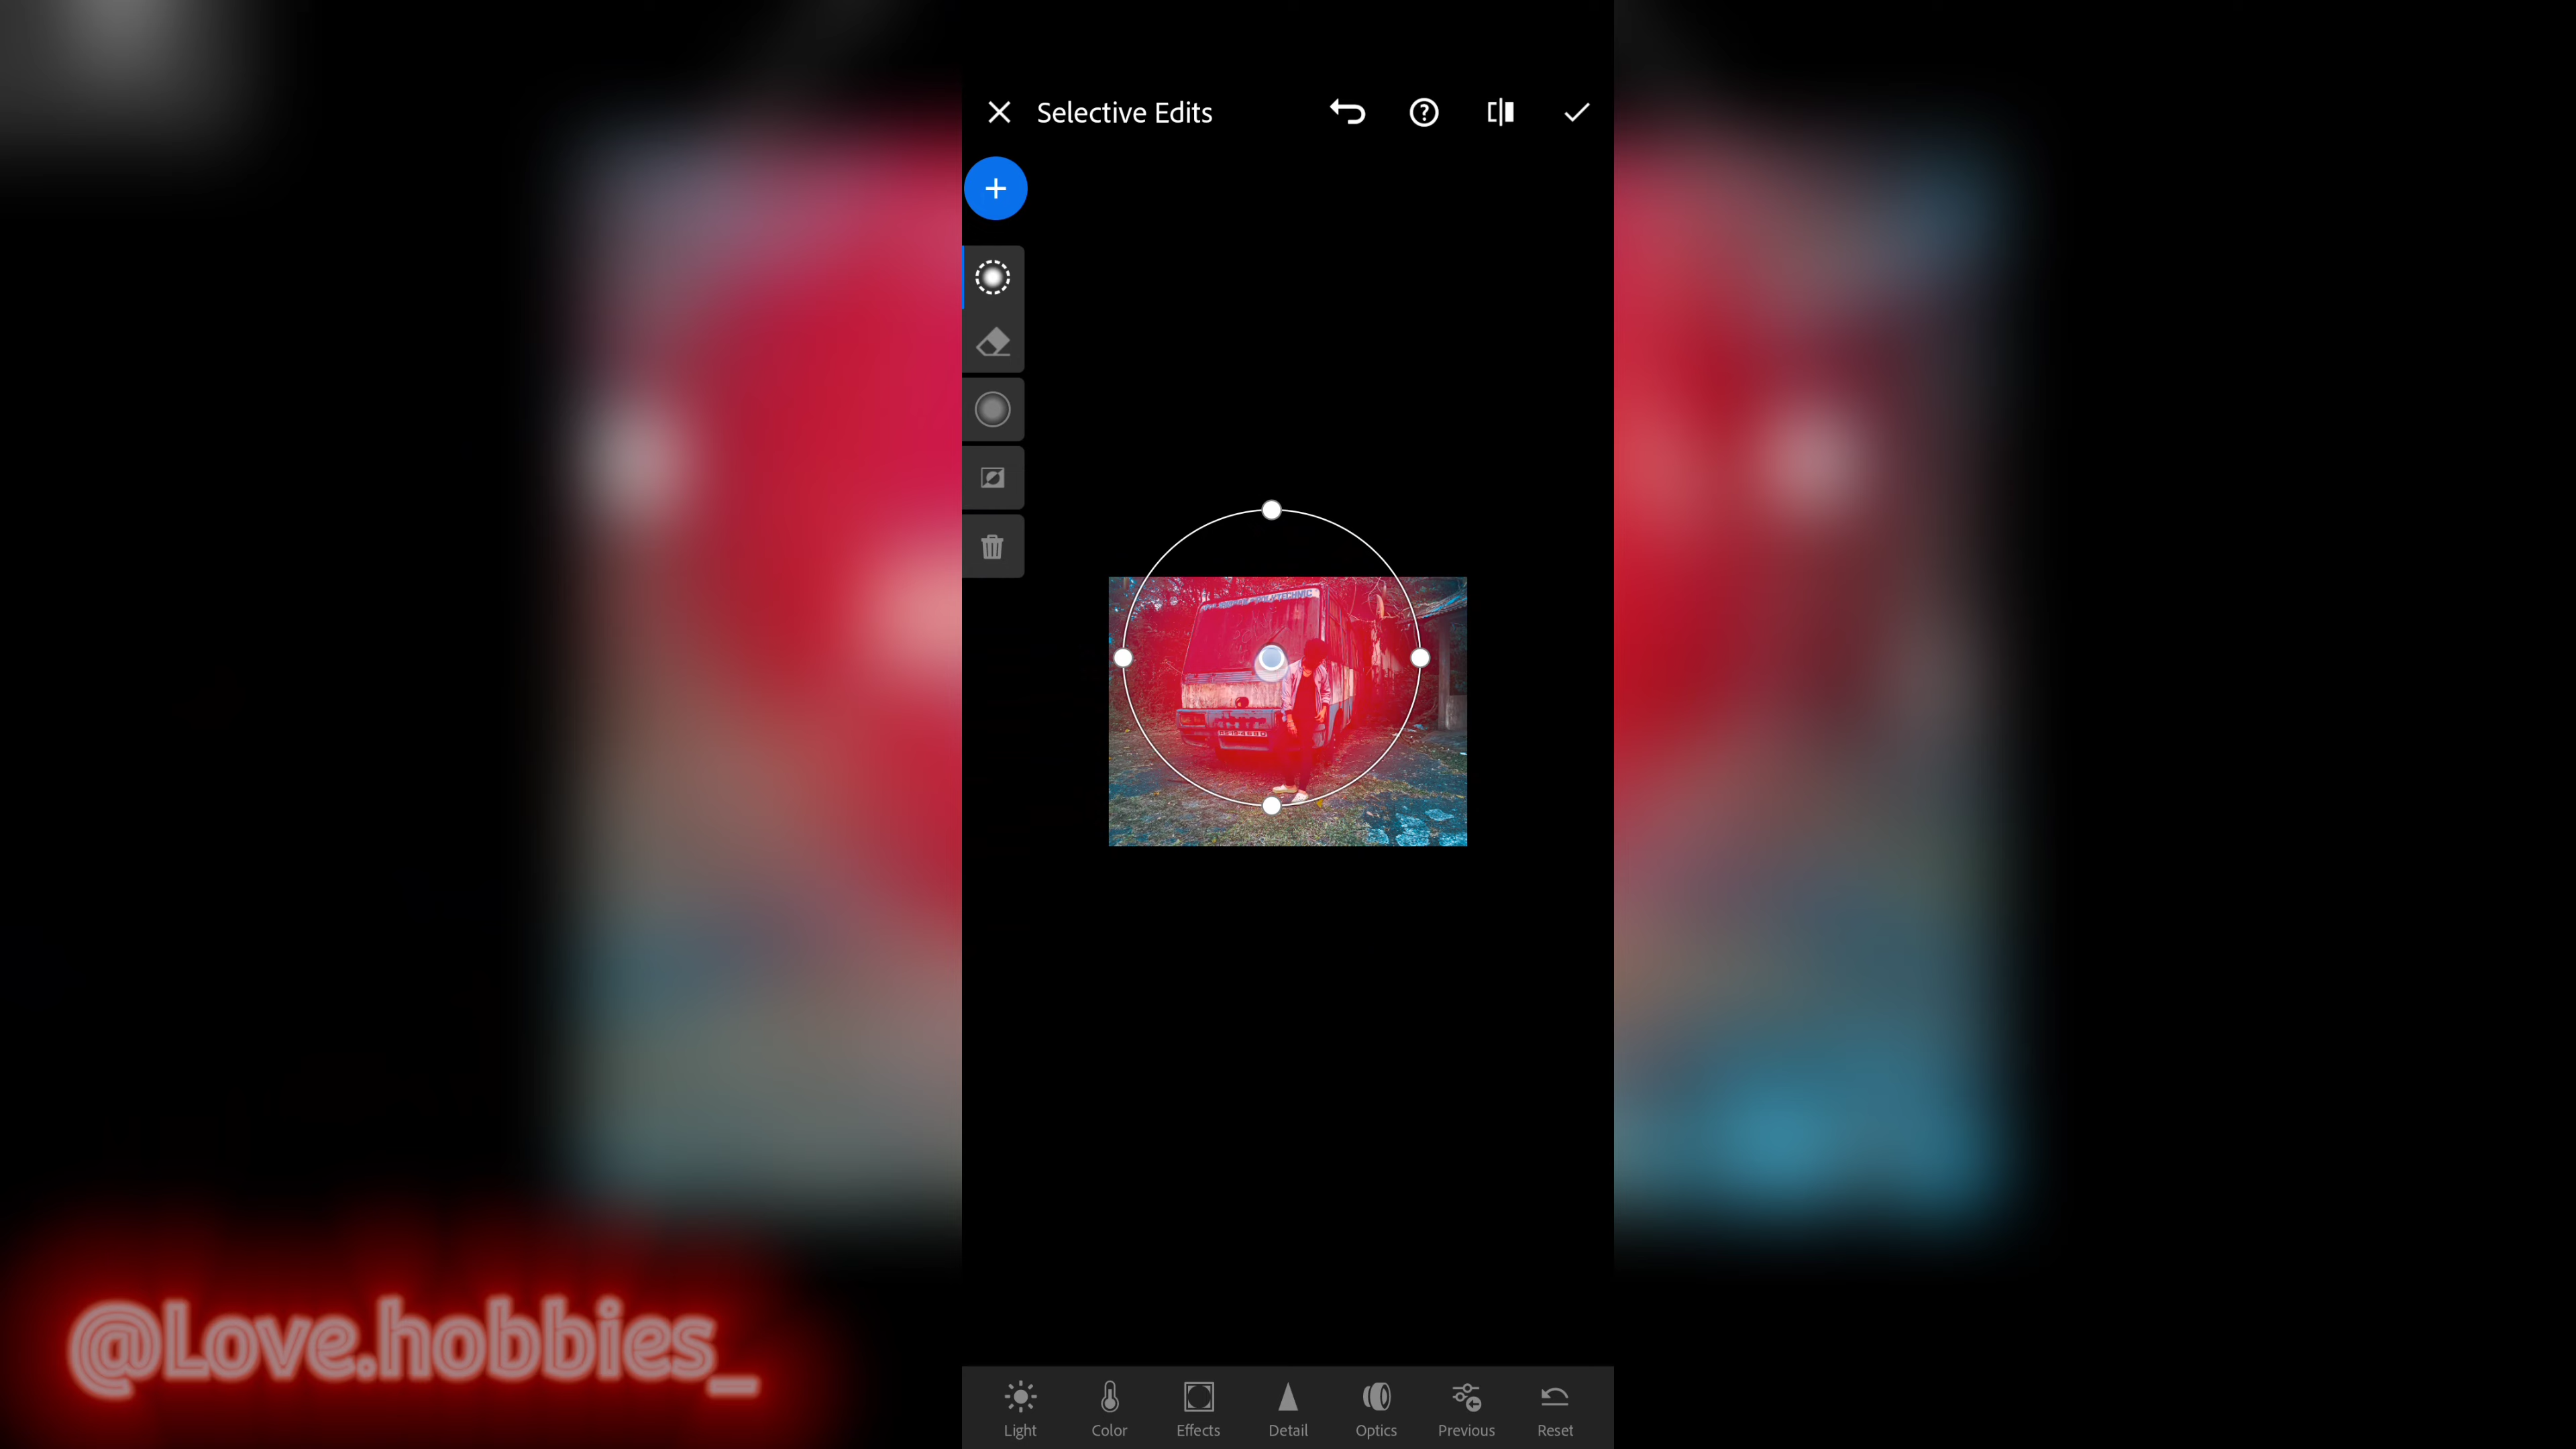 Selective Edits
@Love.hobbies_
Light
Color
Effects
Detail
Optics
Previous
Reset